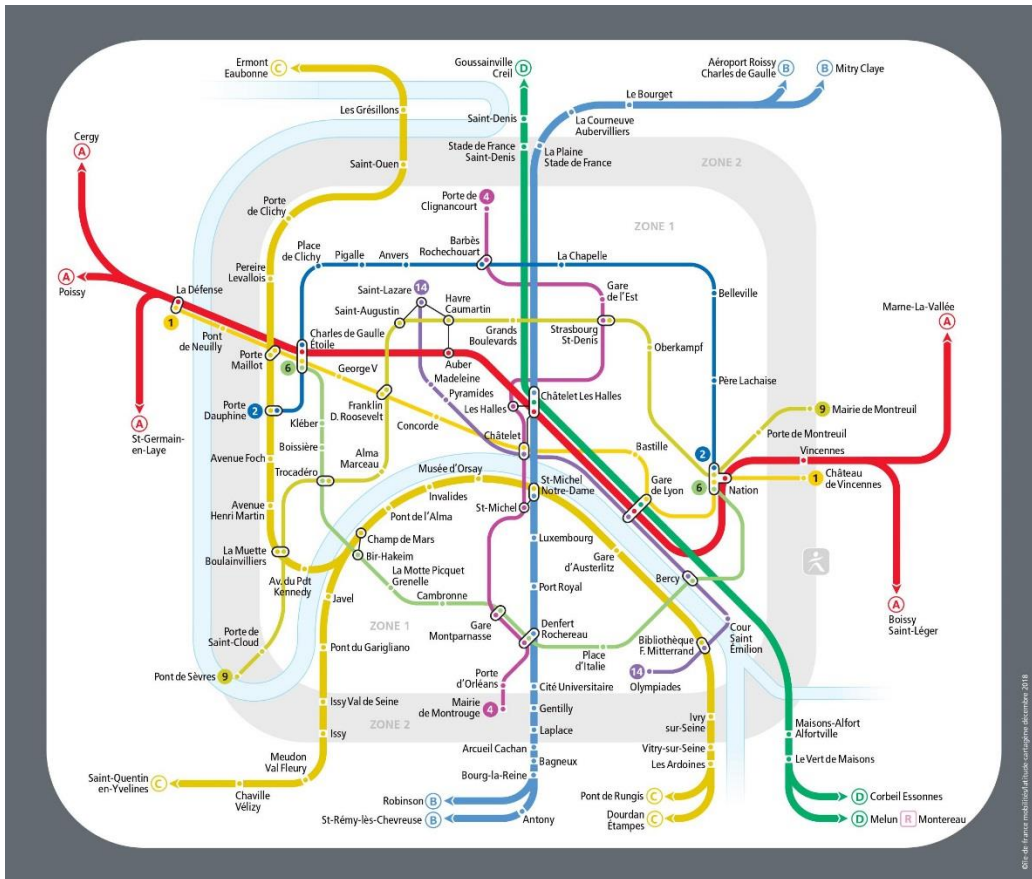 Ermont
Eaubonne
C
Goussainville
Creil
D
Aéroport Roissy
Charles de Gaulle
B
B
Mitry Claye
Les Grésillons
Saint-Denis
Le Bourget
La Courneuve
Aubervilliers
Cergy
A
Stade de France
Saint-Denis
La Plaine
Stade de France
ZONE 2
Saint-Ouen
Porte
de Clichy
Porte de
Clignancourt
4
ZONE 1
Place
de Clichy
Pigalle
Anvers
Barbès
Rochechouart
La Chapelle
Pereire
Levallois
A
Poissy
La Défense
1
Saint-Lazare
14
Saint-Augustin
Havre
Caumartin
Gare
de l'Est
Belleville
Marne-La-Vallée
A
Pont
de Neuilly
Charles de Gaulle
Étoile
Grands
Boulevards
Strasbourg
St-Denis
Oberkampf
Porte
Maillot
6
George V
Auber
Madeleine
Pyramides
Père Lachaise
Châtelet Les Halles
Les Halles
Porte
Dauphine
2
Franklin
D. Roosevelt
Concorde
Kléber
Châtelet
Bastille
9
Mairie de Montreuil
Porte de Montreuil
Vincennes
A
St-Germain-
en-Laye
Boissière
Alma
Marceau
Avenue Foch
Trocadéro
Musée d'Orsay
Invalides
St-Michel
Notre-Dame
Gare
de Lyon
2
6
Nation
1
Château
de Vincennes
Avenue
Henri Martin
Pont de l'Alma
St-Michel
Champ de Mars
Luxembourg
La Muette
Boulainvilliers
Bir-Hakeim
Gare
d'Austerlitz
Av. du Pdt
Kennedy
La Motte Picquet
Grenelle
Cambronne
Port Royal
Bercy
A
Boissy
Saint-Léger
Javel
ZONE 1
Gare
Montparnasse
Denfert
Rochereau
Cour
Saint
Émilion
Porte de
Saint-Cloud
Pont du Garigliano
Place
d'Italie
Bibliothèque
F. Mitterrand
Pont de Sèvres
9
14
Olympiades
Porte
d'Orléans
Cité Universitaire
Issy Val de Seine
Mairie
de Montrouge
4
Gentilly
ZONE 2
Issy
Laplace
Ivry
sur-Seine
Maisons-Alfort
Alfortville
Arcueil Cachan
Vitry-sur-Seine
Meudon
Val Fleury
Bagneux
Les Ardoines
Le Vert de Maisons
Saint-Quentin
en-Yvelines
C
Chaville
Vélizy
Bourg-la-Reine
Robinson
B
Pont de Rungis
C
D
Corbeil Essonnes
St-Rémy-lès-Chevreuse
B
Antony
Dourdan
Étampes
C
D
Melun
R
Montereau